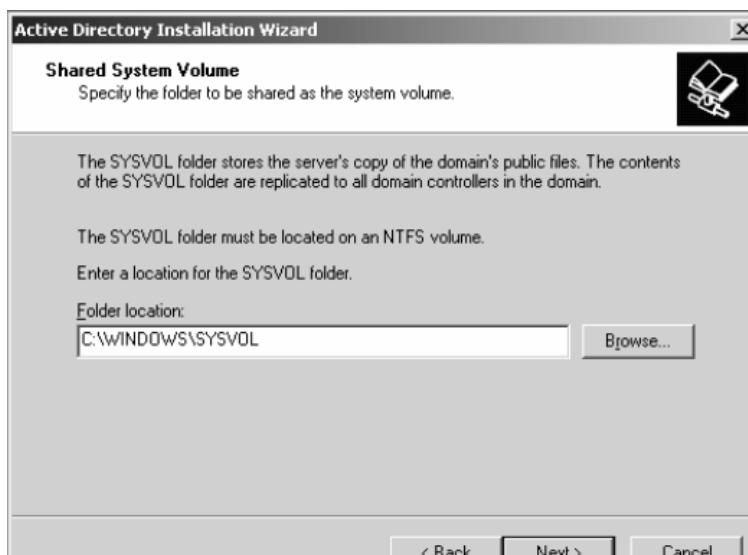 Active Directory Installation Wizard
Shared System Volume
Specify the folder to be shared as the system volume.
The SYSVOL folder stores the server's copy of the domain's public files. The contents
of the SYSVOL folder are replicated to all domain controllers in the domain.
The SYSVOL folder must be located on an NTFS volume.
Enter a location for the SYSVOL folder.
Folder location:
C:\WINDOWS\SYSVOL
Browse...
< Back
Next >
Cancel